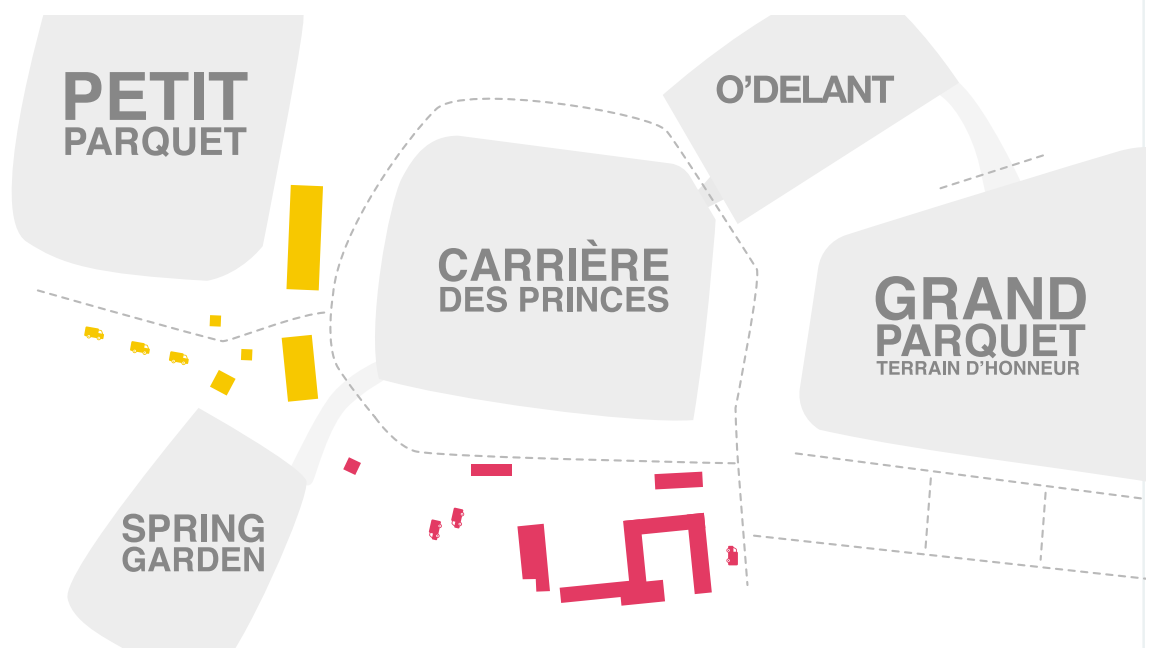 PETIT
PARQUET
O'DELANT
CARRIÈRE
DES PRINCES
GRAND
PARQUET
TERRAIN D'HONNEUR
SPRING
GARDEN